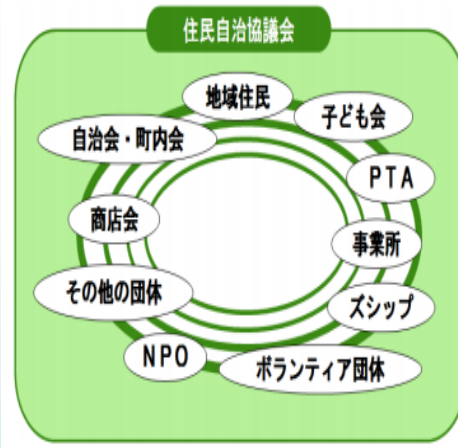 住民自治協議会
地域住民
子ども会
自治会・町内会
PTA
商店会
事業所
その他の団体
ズシップ
NPO
ボランティア団体